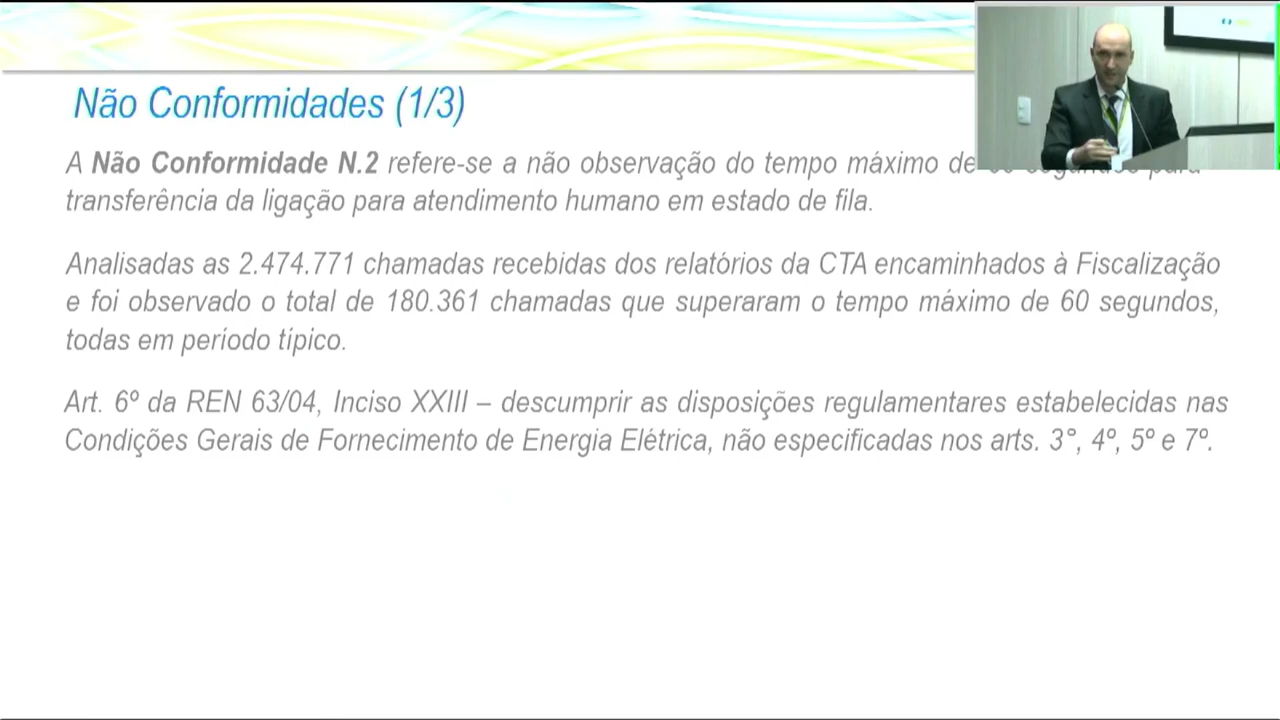 Não Conformidades (1/3)
A Não Conformidade N.2 refere-se a não observação do tempo máximo de
transferência da ligação para atendimento humano em estado de fila.
Analisadas as 2.474.771 chamadas recebidas dos relatórios da CTA encaminhados à Fiscalização
e foi observado o total de 180.361 chamadas que superaram o tempo máximo de 60 segundos,
todas em período típico.
Art. 6º da REN 63/04, Inciso XXIII – descumprir as disposições regulamentares estabelecidas nas
Condições Gerais de Fornecimento de Energia Elétrica, não especificadas nos arts. 3°, 4º, 5º e 7º.